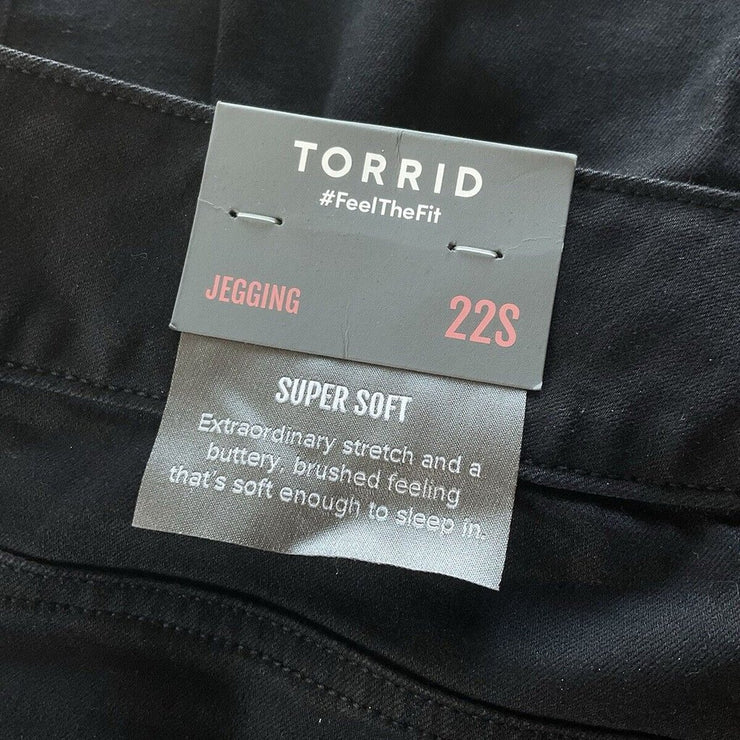 TORRID
#FeelTheFit
JEGGING
22S
SUPER SOFT
Extraordinary stretch and a
buttery, brushed feeling
that's soft enough to sleep in.